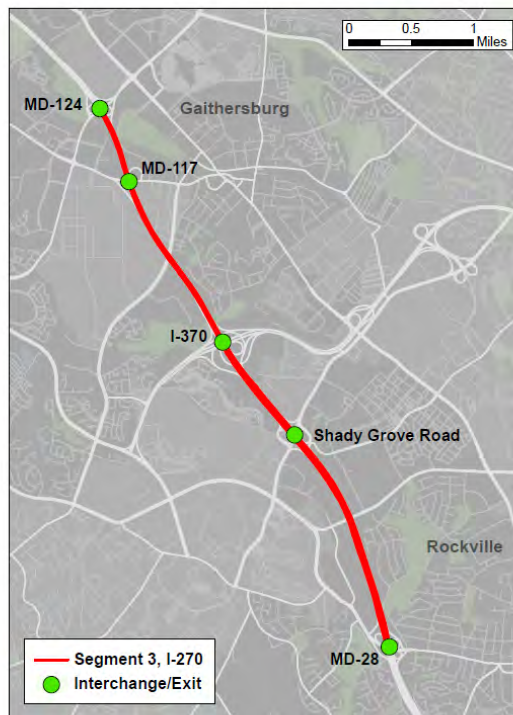 0 0.5 1
Miles
MD-124
Gaithersburg
MD-117
I-370
Shady Grove Road
Rockville
MD-28
Segment 3, I-270
Interchange/Exit